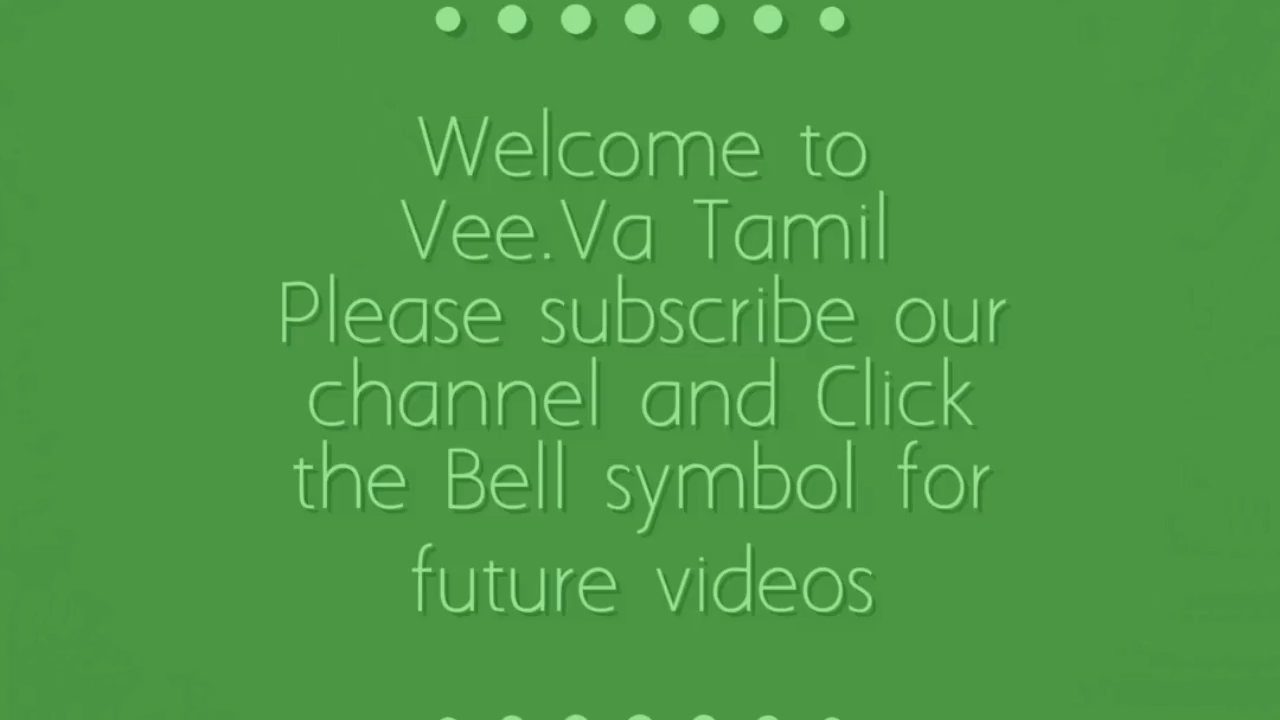 Welcome to
Vee.Va Tamil
Please subscribe our
channel and Click
the Bell symbol for
future videos